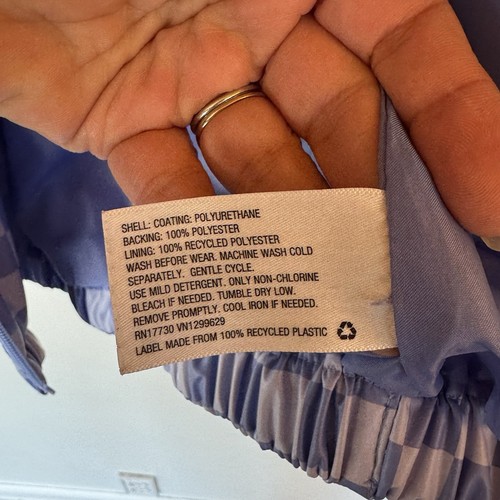 SHELL: COATING: POLYURETHANE
BACKING: 100% POLYESTER
LINING: 100% RECYCLED POLYESTER
WASH BEFORE WEAR. MACHINE WASH COLD
SEPARATELY. GENTLE CYCLE.
USE MILD DETERGENT. ONLY NON-CHLORINE
BLEACH IF NEEDED. TUMBLE DRY LOW.
REMOVE PROMPTLY. COOL IRON IF NEEDED.
RN17730 VN1299629
LABEL MADE FROM 100% RECYCLED PLASTIC